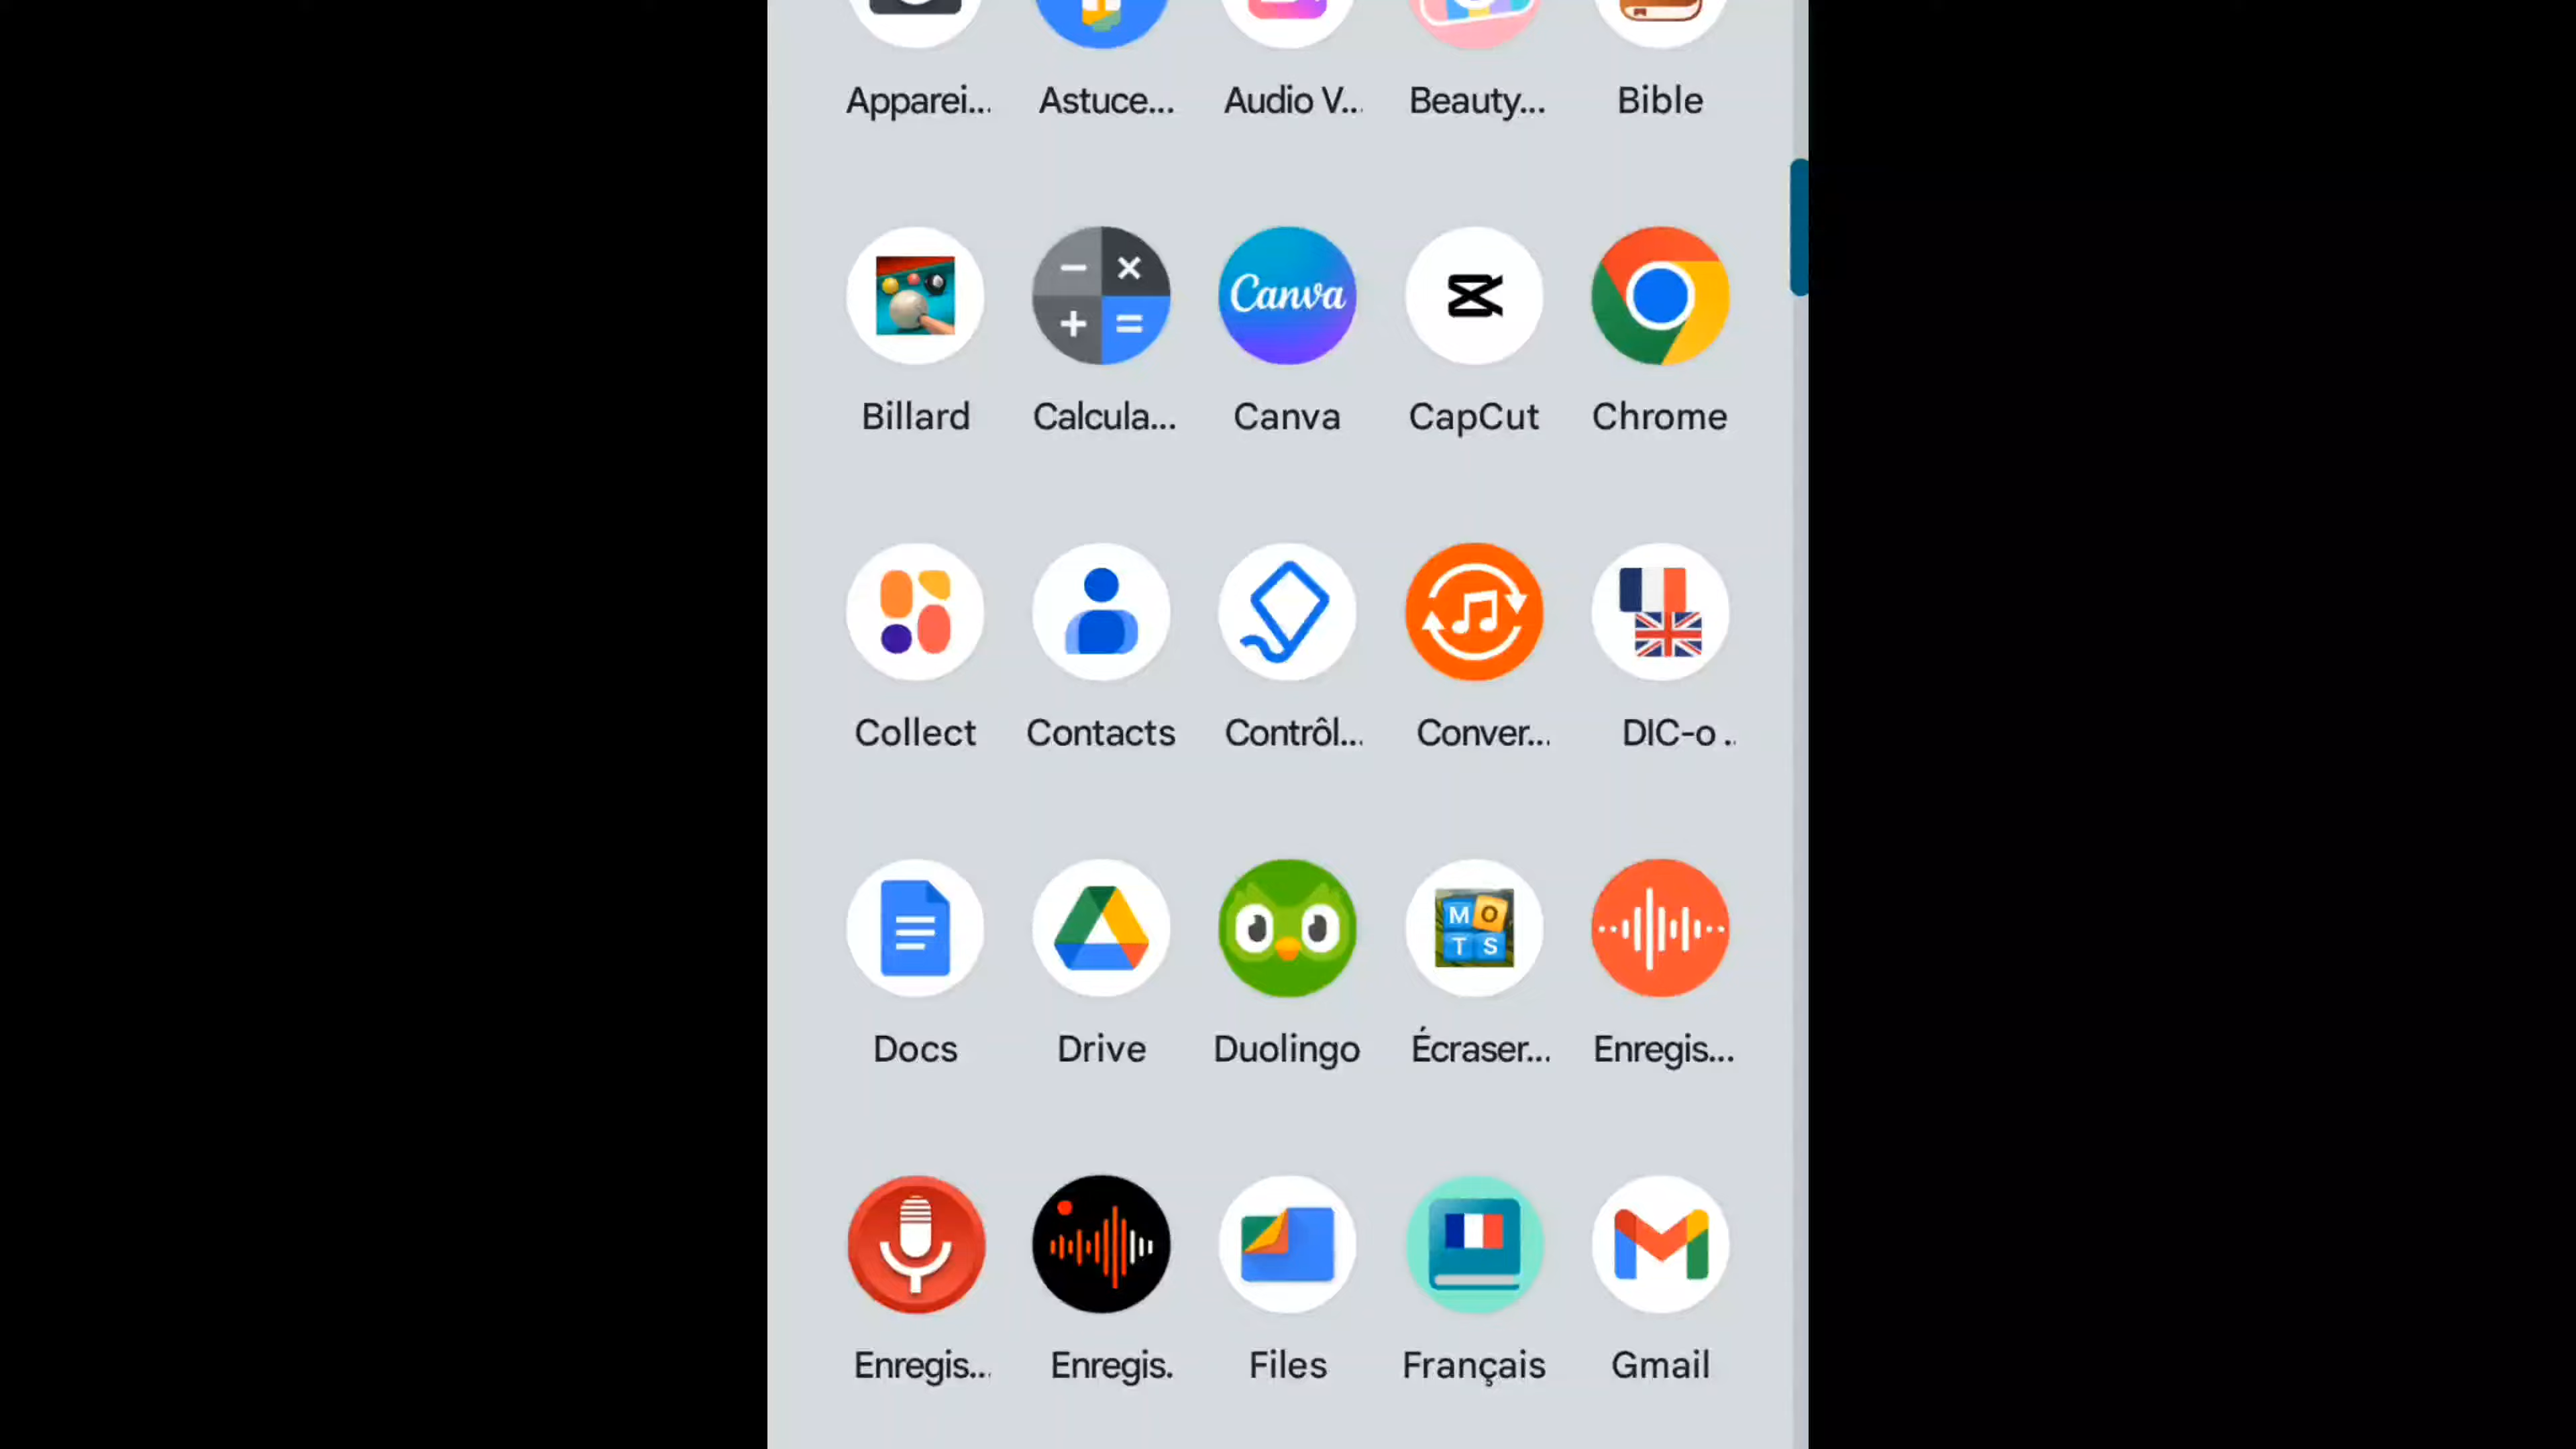 Apparei... Astuce... Audio V... Beauty... Bible
Canva
Billard Calcula... Canva CapCut Chrome
Collect Contacts Contrôl... Conver... DIC-o ..
M O
T S
Docs Drive Duolingo Écraser... Enregis...
Enregis... Enregis. Files Français Gmail